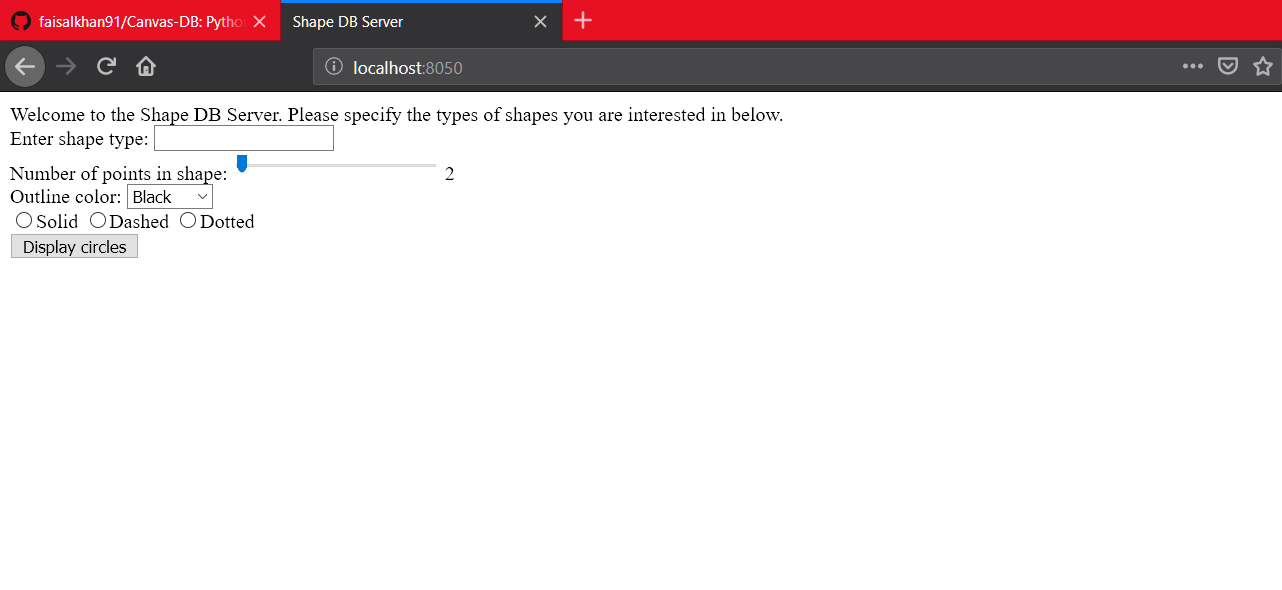 faisalkhan91/Canvas-DB: Pytho
Shape DB Server
localhost:8050
Welcome to the Shape DB Server. Please specify the types of shapes you are interested in below.
Enter shape type:
Number of points in shape: 2
Outline color: Black
Solid Dashed Dotted
Display circles